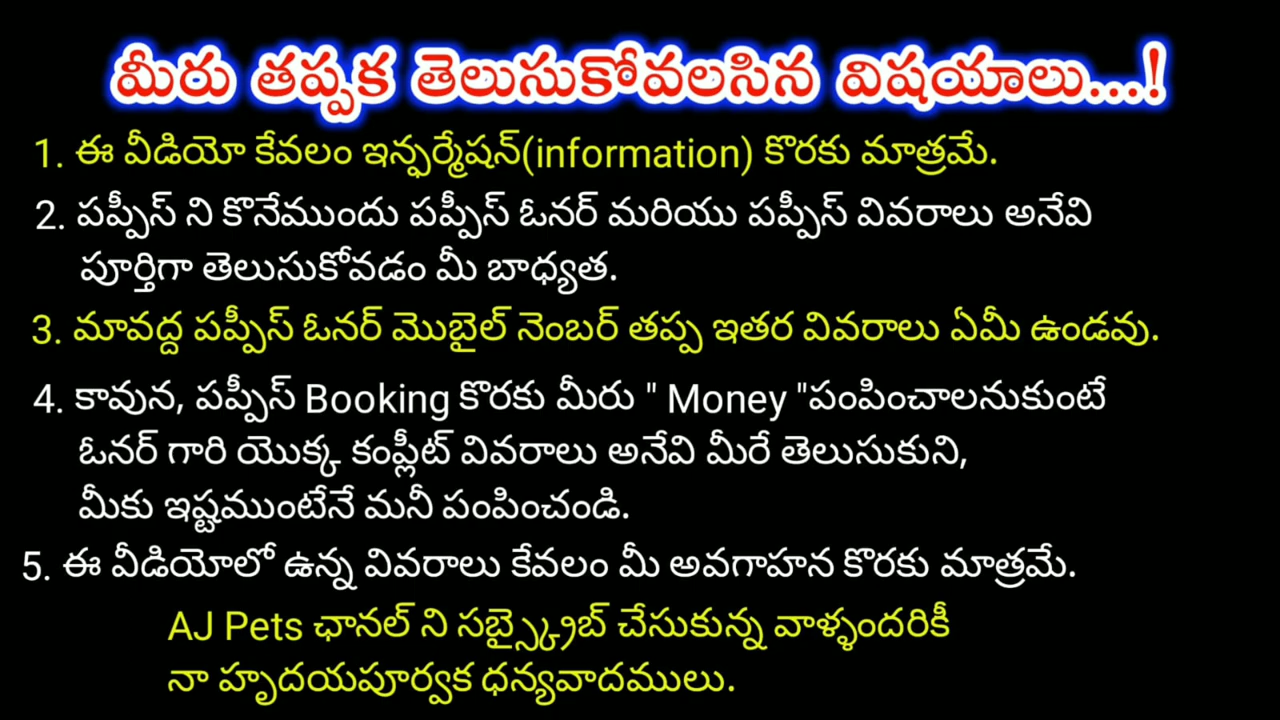 మీరు తప్పక తెలుసుకోవలసిన విషయాలు...!
1. ఈ వీడియో కేవలం ఇన్ఫర్మేషన్(information) కొరకు మాత్రమే.
2. పప్పీస్ ని కొనేముందు పప్పీస్ ఓనర్ మరియు పప్పీస్ వివరాలు అనేవి
పూర్తిగా తెలుసుకోవడం మీ బాధ్యత.
3. మావద్ద పప్పీస్ ఓనర్ మొబైల్ నెంబర్ తప్ప ఇతర వివరాలు ఏమీ ఉండవు.
4. కావున, పప్పీస్ Booking కొరకు మీరు " Money "పంపించాలనుకుంటే
ఓనర్ గారి యొక్క కంప్లీట్ వివరాలు అనేవి మీరే తెలుసుకుని,
మీకు ఇష్టముంటేనే మనీ పంపించండి.
5. ఈ వీడియోలో ఉన్న వివరాలు కేవలం మీ అవగాహన కొరకు మాత్రమే.
AJ Pets ఛానల్ ని సబ్స్క్రైబ్ చేసుకున్న వాళ్ళందరికీ
నా హృదయపూర్వక ధన్యవాదములు.